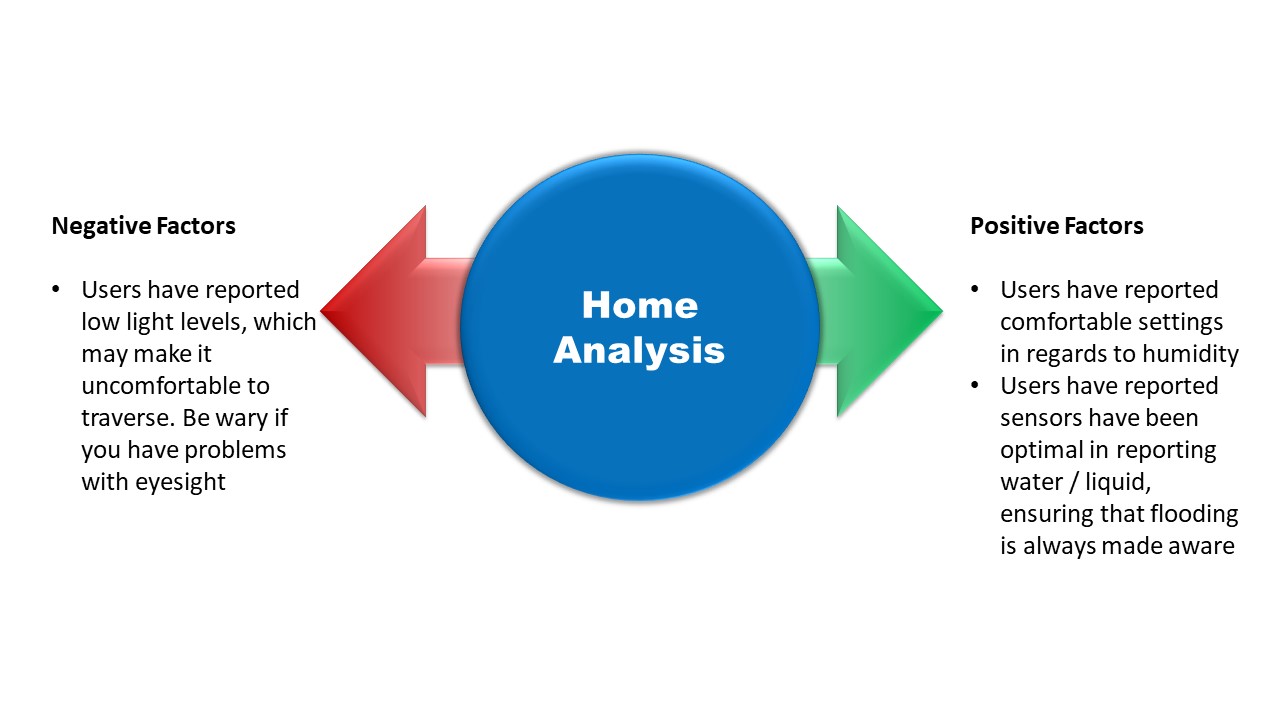 Negative Factors
• Users have reported
low light levels, which
may make it
uncomfortable to
traverse. Be wary if
you have problems
with eyesight
Home
Analysis
Positive Factors
• Users have reported
comfortable settings
in regards to humidity
• Users have reported
sensors have been
optimal in reporting
water / liquid,
ensuring that flooding
is always made aware